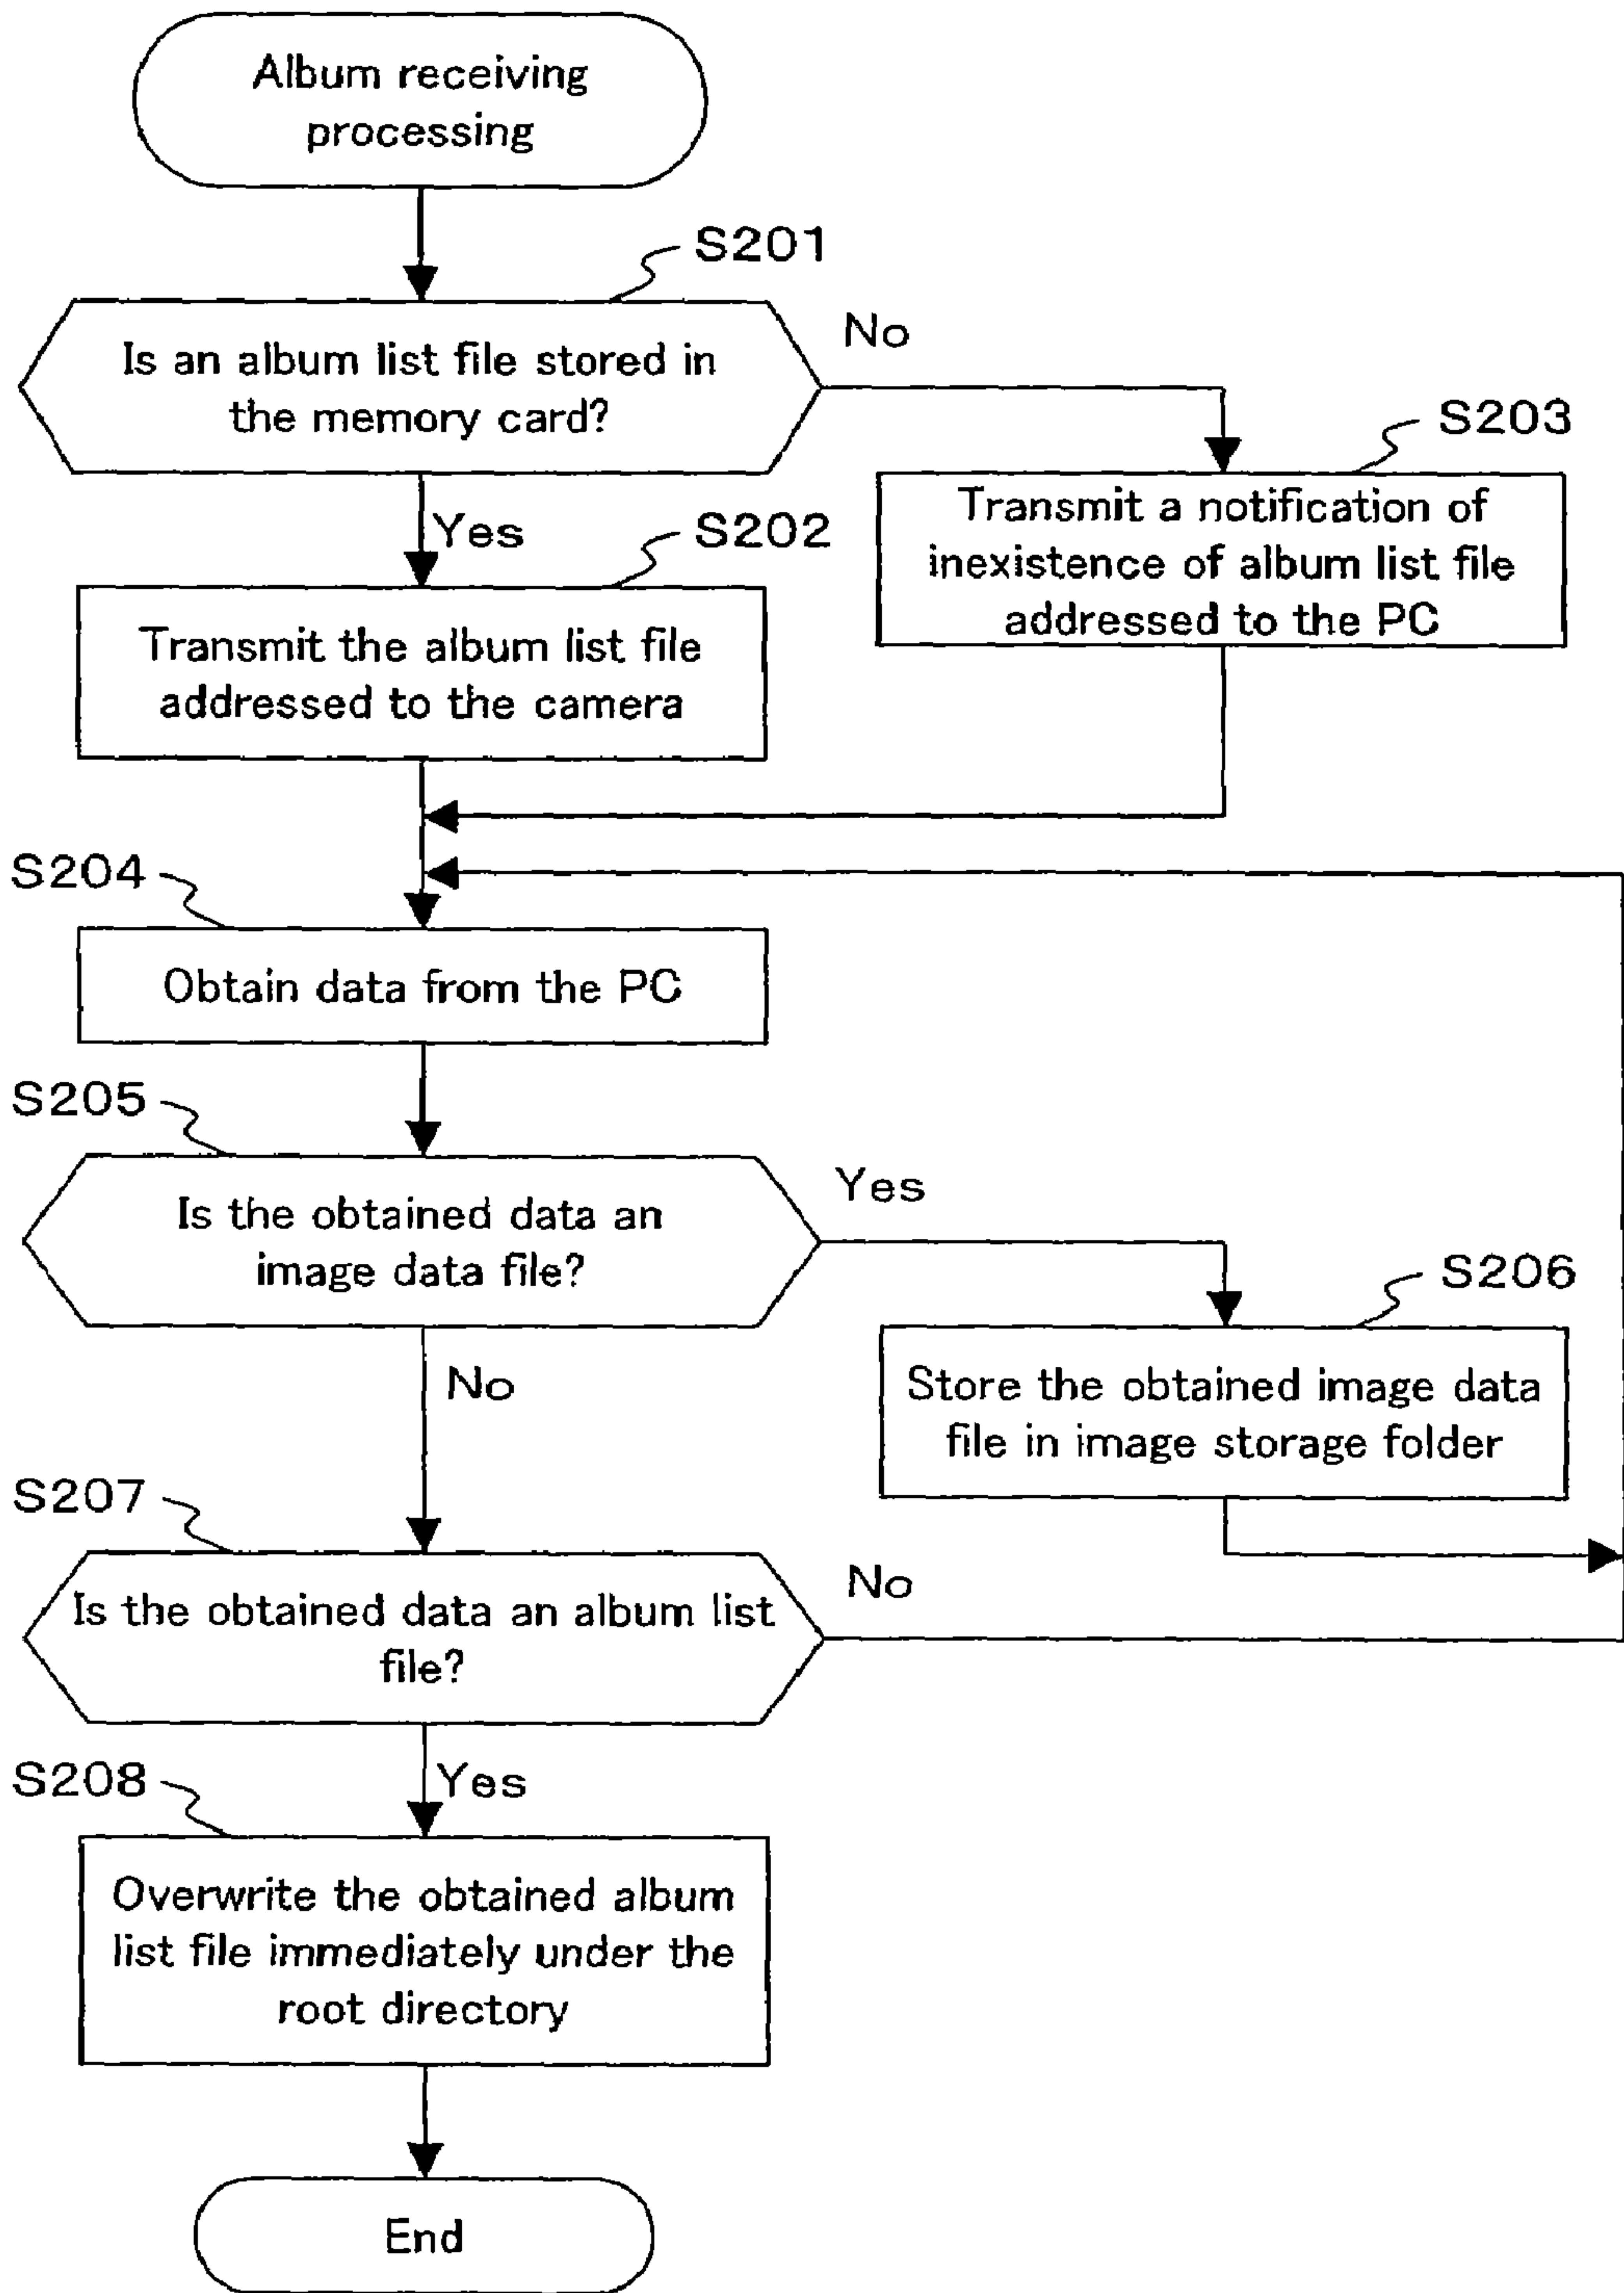 Album receiving
processing
S201
Is an album list file stored in
the memory card?
No
S203
Transmit a notification of
inexistence of album list file
addressed to the PC
Yes
S202
Transmit the album list file
addressed to the camera
S204
Obtain data from the PC
S205
Is the obtained data an
image data file?
Yes
S206
Store the obtained image data
file in image storage folder
No
S207
Is the obtained data an album list
file?
No
Yes
S208
Overwrite the obtained album
list file immediately under the
root directory
End